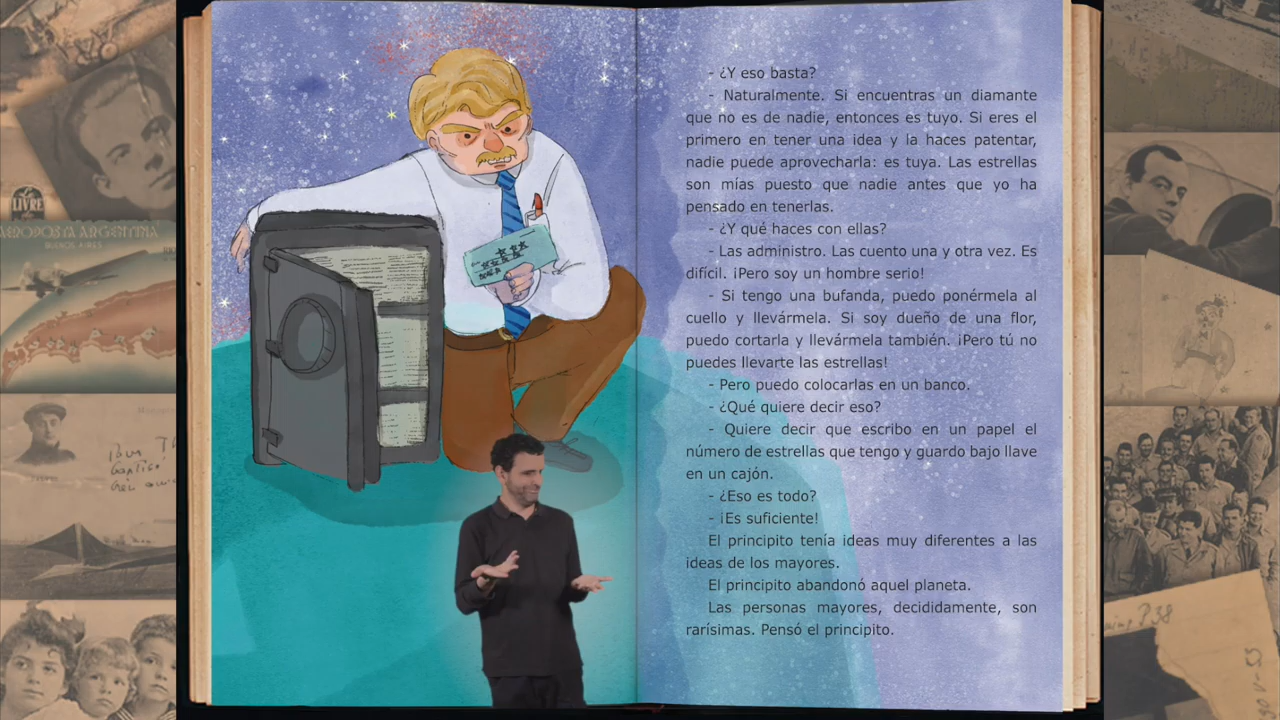 LIVRE
AEROPOSTA ARGENTINA
BUENOS AIRES
- ¿Y eso basta?
- Naturalmente. Si encuentras un diamante
que no es de nadie, entonces es tuyo. Si eres el
primero en tener una idea y la haces patentar,
nadie puede aprovecharla: es tuya. Las estrellas
son mías puesto que nadie antes que yo ha
pensado en tenerlas.
- ¿Y qué haces con ellas?
- Las administro. Las cuento una y otra vez. Es
difícil. ¡Pero soy un hombre serio!
- Si tengo una bufanda, puedo ponérmela al
cuello y llevármela. Si soy dueño de una flor,
puedo cortarla y llevármela también. ¡Pero tú no
puedes llevarte las estrellas!
- Pero puedo colocarlas en un banco.
- ¿Qué quiere decir eso?
- Quiere decir que escribo en un papel el
número de estrellas que tengo y guardo bajo llave
en un cajón.
- ¿Eso es todo?
- ¡Es suficiente!
El principito tenía ideas muy diferentes a las
ideas de los mayores.
El principito abandonó aquel planeta.
Las personas mayores, decididamente, son
rarísimas. Pensó el principito.
P38